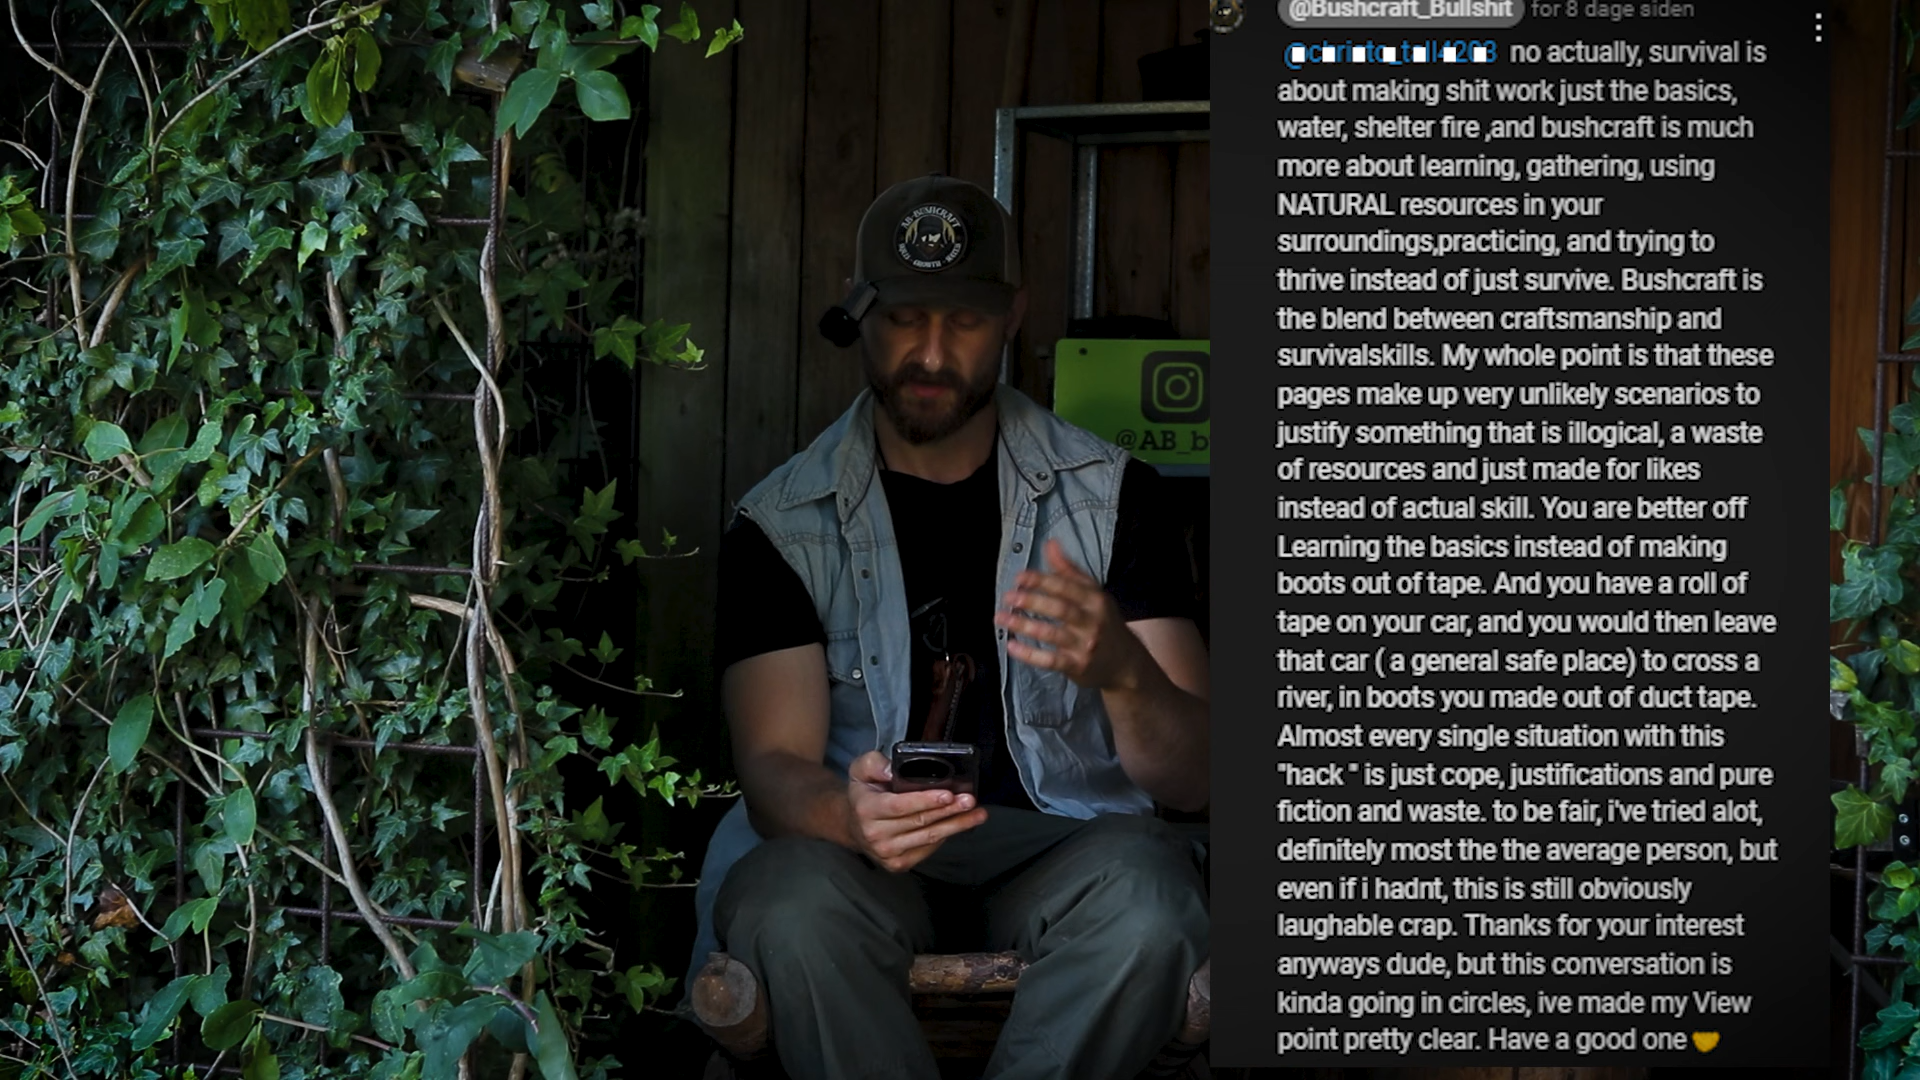 AB-BUSHCRAFT
@AB_b
@Bushcraft_Bullshit for 8 dage siden
no actually, survival is
about making shit work just the basics,
water, shelter fire ,and bushcraft is much
more about learning, gathering, using
NATURAL resources in your
surroundings,practicing, and trying to
thrive instead of just survive. Bushcraft is
the blend between craftsmanship and
survivalskills. My whole point is that these
pages make up very unlikely scenarios to
justify something that is illogical, a waste
of resources and just made for likes
instead of actual skill. You are better off
Learning the basics instead of making
boots out of tape. And you have a roll of
tape on your car, and you would then leave
that car ( a general safe place) to cross a
river, in boots you made out of duct tape.
Almost every single situation with this
"hack " is just cope, justifications and pure
fiction and waste. to be fair, i've tried alot,
definitely most the the average person, but
even if i hadnt, this is still obviously
laughable crap. Thanks for your interest
anyways dude, but this conversation is
kinda going in circles, ive made my View
point pretty clear. Have a good one